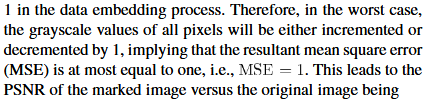 1 in the data embedding process. Therefore, in the worst case,
the grayscale values of all pixels will be either incremented or
decremented by 1, implying that the resultant mean square error
(MSE) is at most equal to one, i.e., MSE = 1. This leads to the
PSNR of the marked image versus the original image being